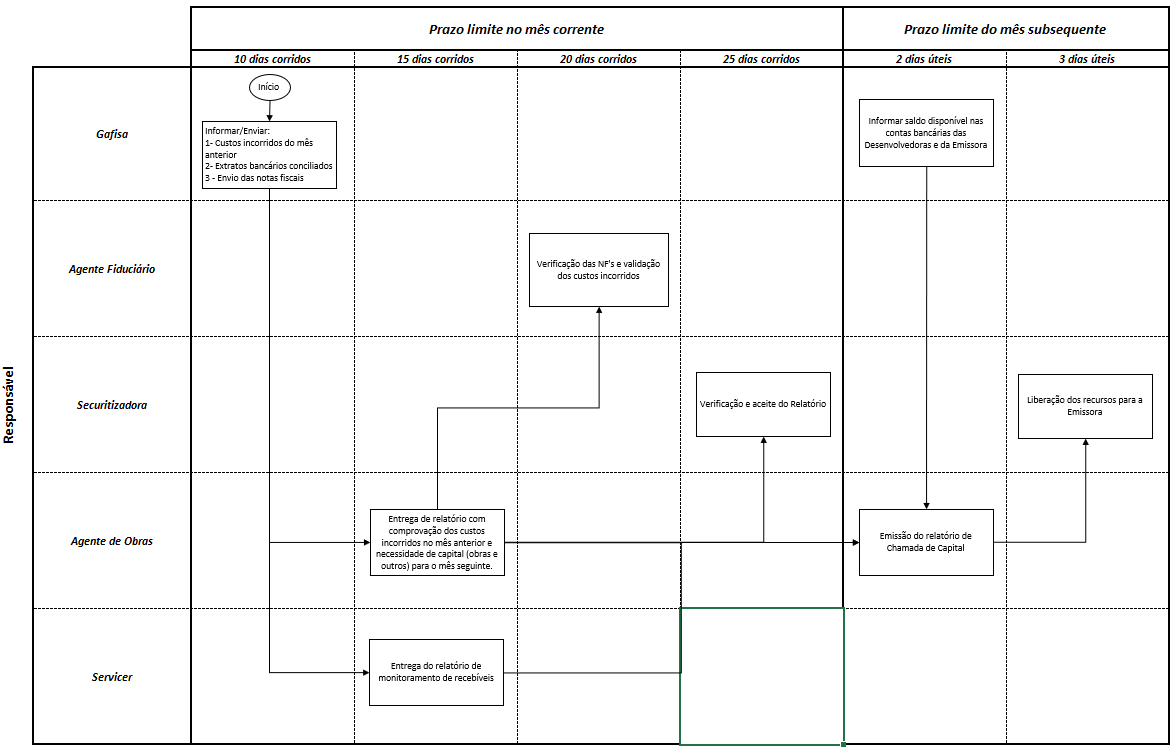 Prazo limite no mês corrente
Prazo limite do mês subsequente
10 dias corridos
15 dias corridos
20 dias corridos
25 dias corridos
2 dias úteis
3 dias úteis
Responsável
Gafisa
Início
Informar/Enviar:
1- Custos incorridos do mês
anterior
2- Extratos bancários conciliados
3 - Envio das notas fiscais
Informar saldo disponível nas
contas bancárias das
Desenvolvedoras e da Emissora
Agente Fiduciário
Verificação das NF's e validação
dos custos incorridos
Securitizadora
Verificação e aceite do Relatório
Liberação dos recursos para a
Emissora
Agente de Obras
Entrega de relatório com
comprovação dos custos
incorridos no mês anterior e
necessidade de capital (obras e
outros) para o mês seguinte.
Emissão do relatório de
Chamada de Capital
Servicer
Entrega do relatório de
monitoramento de recebíveis